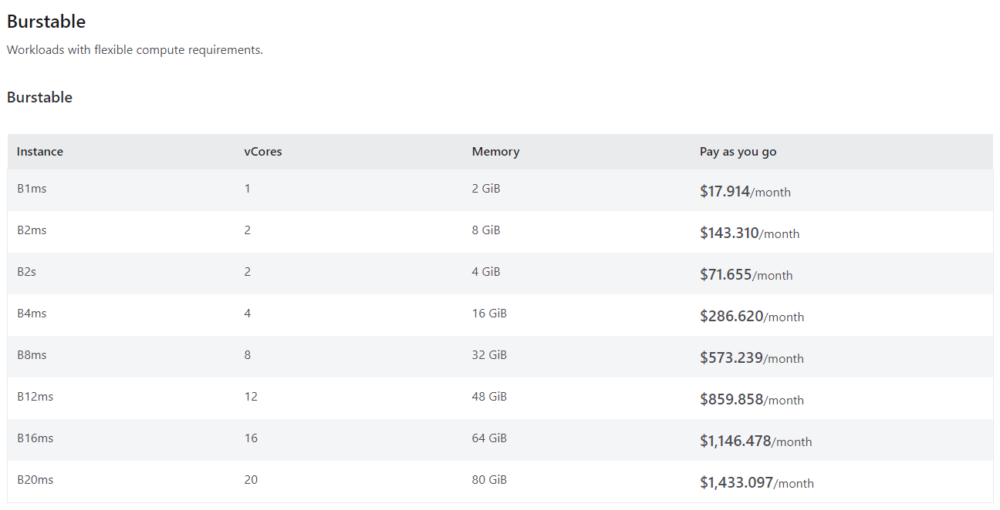 Burstable
Workloads with flexible compute requirements.
Burstable
Instance vCores Memory Pay as you go
B1ms 1 2 GiB $17.914/month
B2ms 2 8 GiB $143.310/month
B2s 2 4 GiB $71.655/month
B4ms 4 16 GiB $286.620/month
B8ms 8 32 GiB $573.239/month
B12ms 12 48 GiB $859.858/month
B16ms 16 64 GiB $1,146.478/month
B20ms 20 80 GiB $1,433.097/month